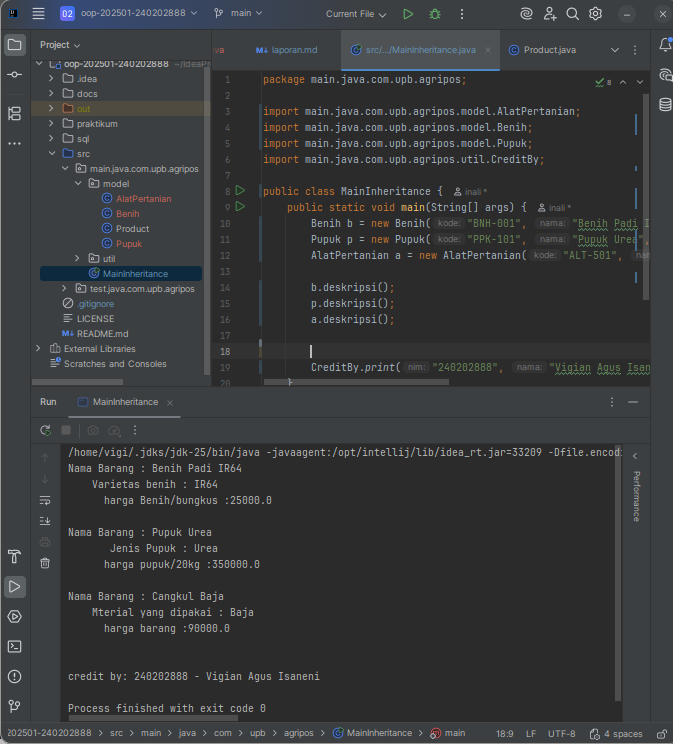 02 oop-202501-240202888 main Current File
Project
ava laporan.md src/.../MainInheritance.java Product.java
oop-202501-240202888 ~/IdeaPr
.idea
docs
out
praktikum
sql
src
main.java.com.upb.agripos
model
AlatPertanian
Benih
Product
Pupuk
util
MainInheritance
test.java.com.upb.agripos
.gitignore
LICENSE
M↓ README.md
External Libraries
Scratches and Consoles
8
1 package main.java.com.upb.agripos;
2
3 import main.java.com.upb.agripos.model.AlatPertanian;
4 import main.java.com.upb.agripos.model.Benih;
5 import main.java.com.upb.agripos.model.Pupuk;
6 import main.java.com.upb.agripos.util.CreditBy;
7
8 public class MainInheritance { inali *
9 public static void main(String[] args) { inali *
10 Benih b = new Benih( kode: "BNH-001", nama: "Benih Padi I
11 Pupuk p = new Pupuk( kode: "PPK-101", nama: "Pupuk Urea",
12 AlatPertanian a = new AlatPertanian( kode: "ALT-501",
13
14 b.deskripsi();
15 p.deskripsi();
16 a.deskripsi();
17
18
19 CreditBy.print( nim: "240202888", nama: "Vigian Agus Isan
20 }
Run MainInheritance
/home/vigi/.jdks/jdk-25/bin/java -javaagent:/opt/intellij/lib/idea_rt.jar=33209 -Dfile.encodi
Nama Barang : Benih Padi IR64
Varietas benih : IR64
harga Benih/bungkus :25000.0
Nama Barang : Pupuk Urea
Jenis Pupuk : Urea
harga pupuk/20kg :350000.0
Nama Barang : Cangkul Baja
Mterial yang dipakai : Baja
harga barang :90000.0
credit by: 240202888 - Vigian Agus Isaneni
Process finished with exit code 0
Performance
202501-240202888 > src > main > java > com > upb > agripos > MainInheritance > main 18:9 LF UTF-8 4 spaces